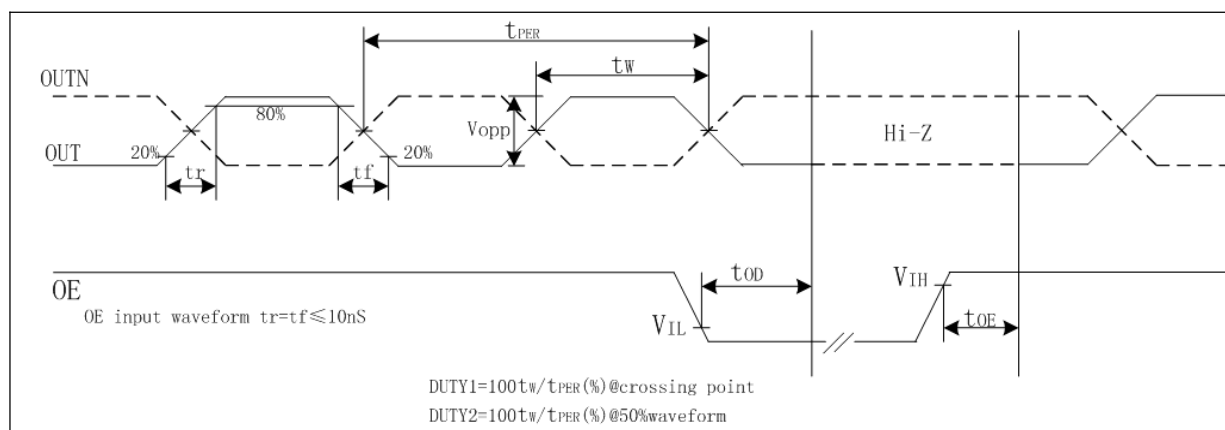 tPER
OUTN
tW
80%
Vopp
Hi-Z
OUT
20%
20%
tr
tf
tOD
VIH
OE
OE input waveform tr=tf≦10nS
VIL
tOE
DUTY1=100tW/tPER(%)@crossing point
DUTY2=100tW/tPER(%)@50%waveform